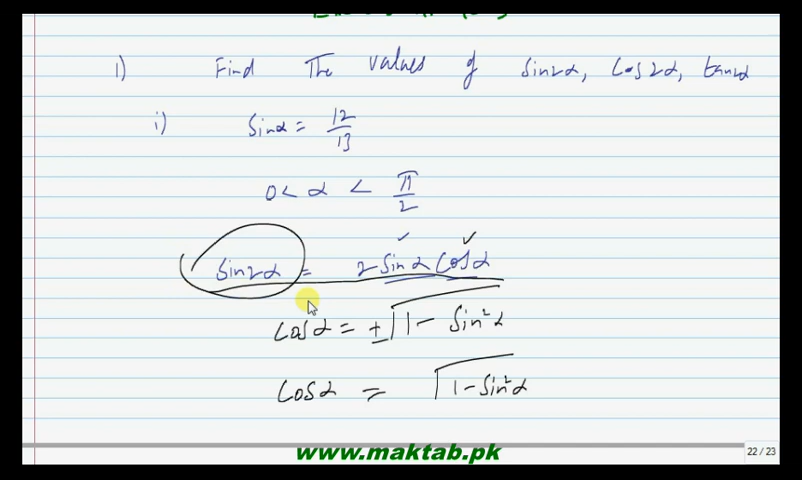 1) Find The values of Sin2α, Cos2α, tan2α
i) Sinα = 12/13
0 < α < π/2
Sin2α = 2 Sinα Cosα
Cosα = ±√1 - Sin²α
Cosα = √1 - Sin²α
www.maktab.pk
22 / 23